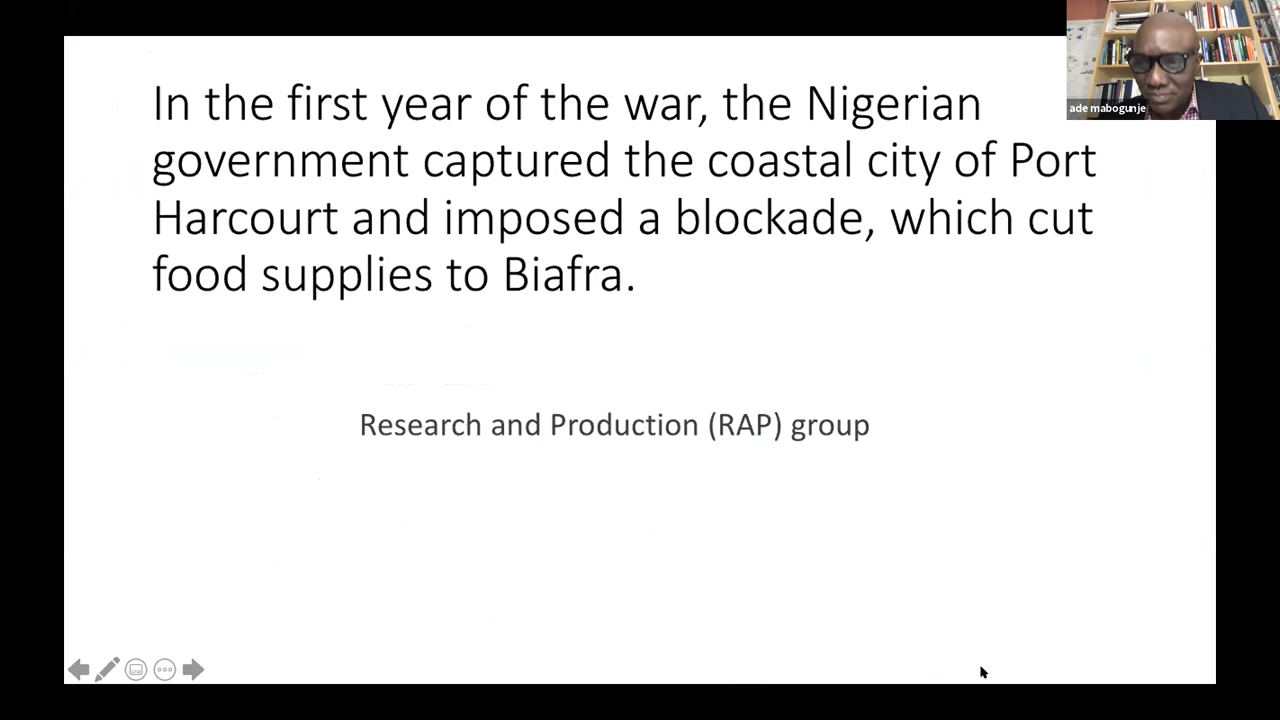 In the first year of the war, the Nigerian
government captured the coastal city of Port
Harcourt and imposed a blockade, which cut
food supplies to Biafra.
ade mabogunje
Research and Production (RAP) group